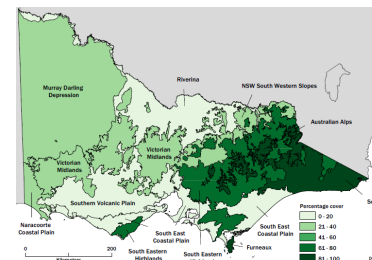 Riverina
NSW South Western Slopes
Murray Darling
Depression
Australian Alps
Victorian
Midlands
Victorian
Midlands
Southern Volcanic Plain
Naracoorte
Coastal Plain
South East
Coastal Plain
South East
Coastal Plain
South Eastern
Highlands
South Eastern
Furneaux
Percentage cover
0 - 20
21 - 40
41 - 60
61 - 80
81 - 100
0
200